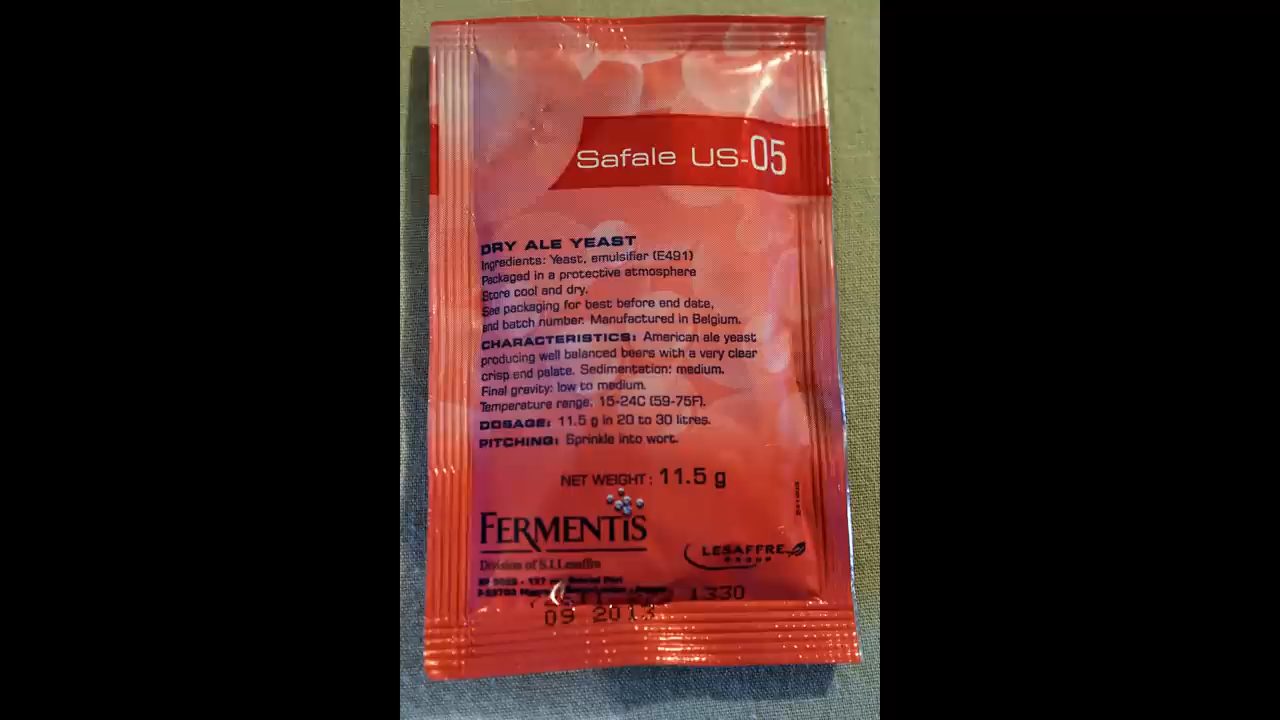 Safale US-05
DRY ALE YEAST
Ingredients: Yeast, emulsifier (E491)
Packaged in a protective atmosphere
Store cool and dry.
See packaging for best before end date,
and batch number. Manufactured in Belgium.
CHARACTERISTICS: American ale yeast
producing well balanced beers with a very clear
crisp end palate. Sedimentation: medium.
Final gravity: low to medium.
Temperature range: 15-24C (59-75F).
DOSAGE: 11.5 g in 20 to 30 litres.
PITCHING: Sprinkle into wort.
NET WEIGHT: 11.5 g
FERMENTIS
Division of S.I.Lesaffre
LESAFFRE
GROUP
1330
09 2013